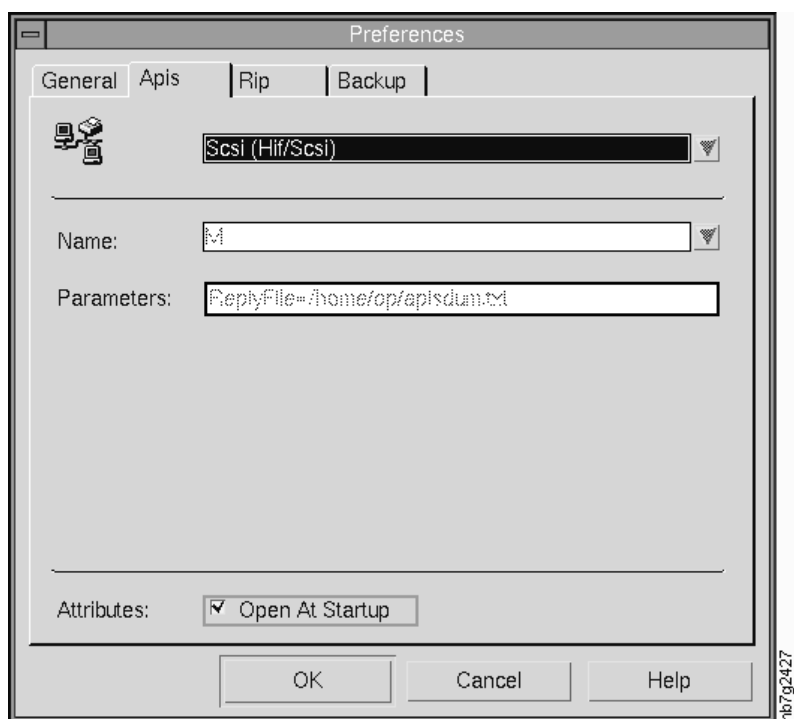 Preferences
General Apis Rip Backup
Scsi (Hif/Scsi)
Name: M
Parameters: ReplyFile=/home/op/apisdum.txt
Attributes: Open At Startup
OK Cancel Help
nb7g2427